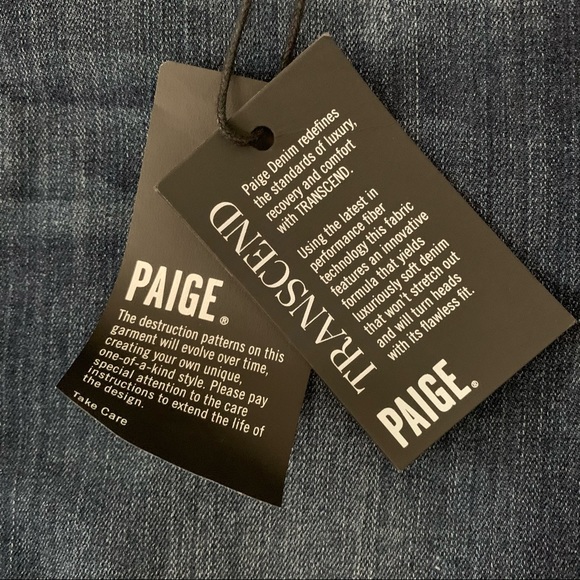 PAIGE®
The destruction patterns on this
garment will evolve over time,
creating your own unique,
one-of-a-kind style. Please pay
special attention to the care
instructions to extend the life of
the design.
Take Care
TRANSCEND
Paige Denim redefines
the standards of luxury,
recovery and comfort
with TRANSCEND.
Using the latest in
performance fiber
technology this fabric
features an innovative
formula that yields
luxuriously soft denim
that won't stretch out
and will turn heads
with its flawless fit.
PAIGE®